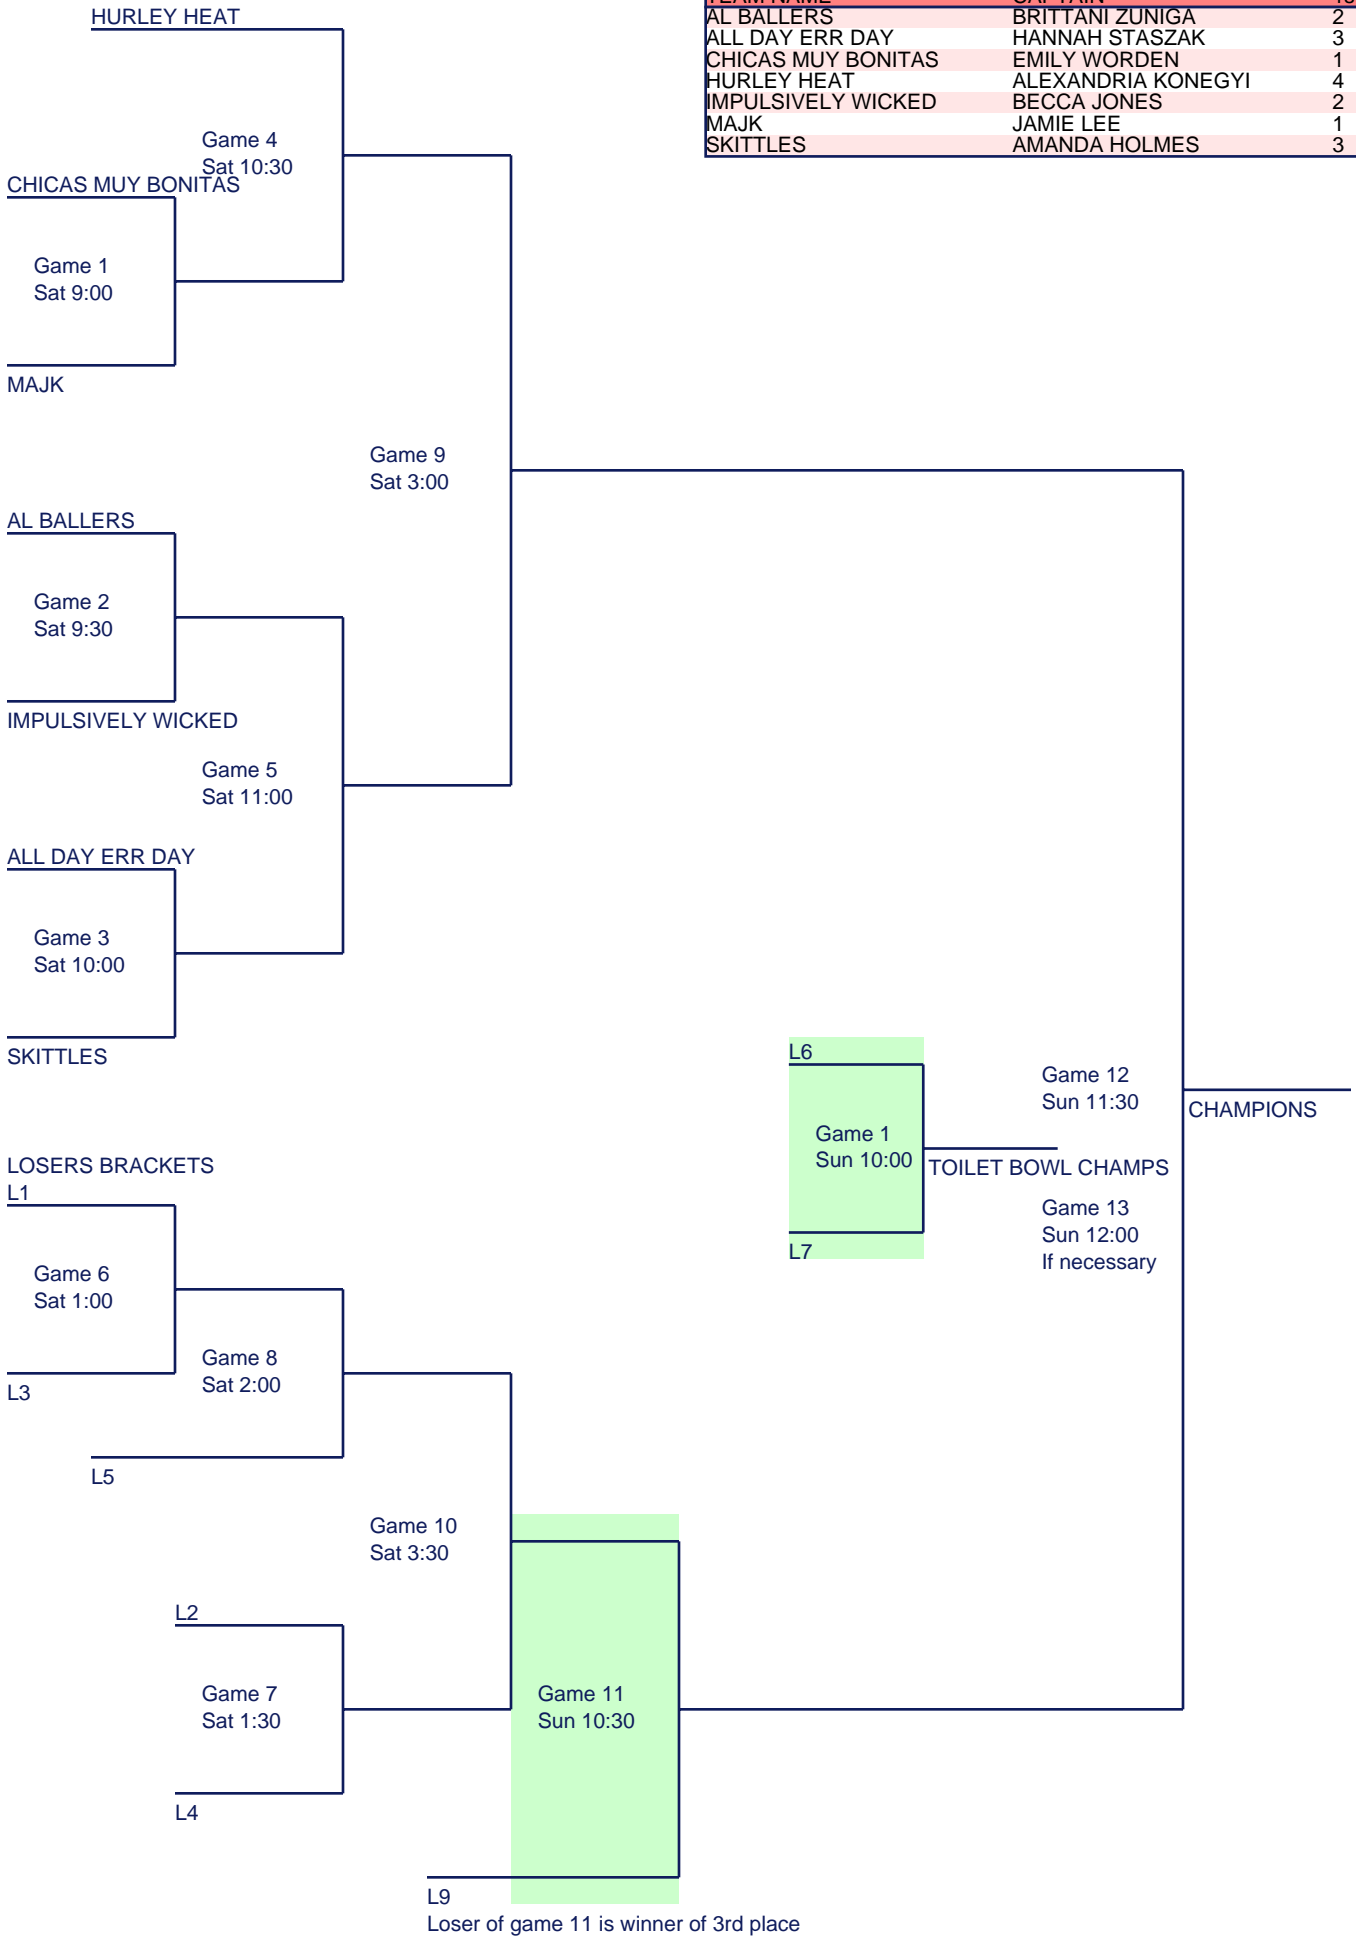 HURLEY HEAT
TEAM NAME CAPTAIN
AL BALLERS BRITTANI ZUNIGA 2
ALL DAY ERR DAY HANNAH STASZAK 3
CHICAS MUY BONITAS EMILY WORDEN 1
HURLEY HEAT ALEXANDRIA KONEGYI 4
IMPULSIVELY WICKED BECCA JONES 2
MAJK JAMIE LEE 1
SKITTLES AMANDA HOLMES 3
Game 4
Sat 10:30
CHICAS MUY BONITAS
Game 1
Sat 9:00
MAJK
Game 9
Sat 3:00
AL BALLERS
Game 2
Sat 9:30
IMPULSIVELY WICKED
Game 5
Sat 11:00
ALL DAY ERR DAY
Game 3
Sat 10:00
SKITTLES
L6
Game 1
Sun 10:00
TOILET BOWL CHAMPS
L7
Game 12
Sun 11:30
CHAMPIONS
Game 13
Sun 12:00
If necessary
LOSERS BRACKETS
L1
Game 6
Sat 1:00
L3
Game 8
Sat 2:00
L5
Game 10
Sat 3:30
L2
Game 7
Sat 1:30
L4
Game 11
Sun 10:30
L9
Loser of game 11 is winner of 3rd place